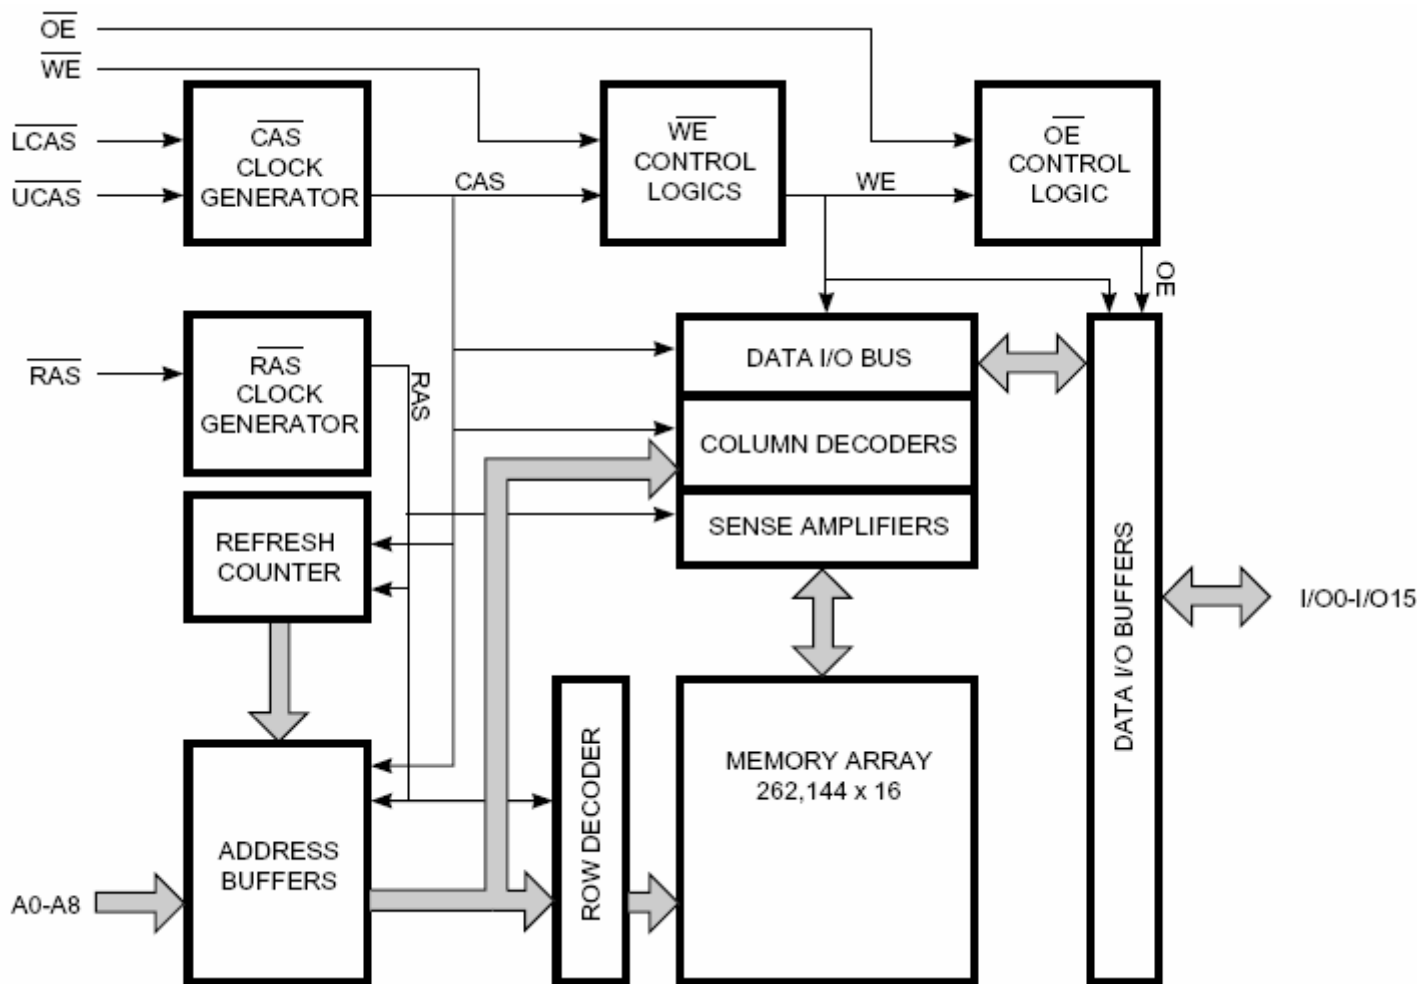 OE
WE
LCAS
UCAS
CAS
CLOCK
GENERATOR
CAS
WE
CONTROL
LOGICS
WE
OE
CONTROL
LOGIC
OE
RAS
RAS
CLOCK
GENERATOR
RAS
DATA I/O BUS
COLUMN DECODERS
SENSE AMPLIFIERS
REFRESH
COUNTER
DATA I/O BUFFERS
I/O0-I/O15
ROW DECODER
MEMORY ARRAY
262,144 x 16
ADDRESS
BUFFERS
A0-A8